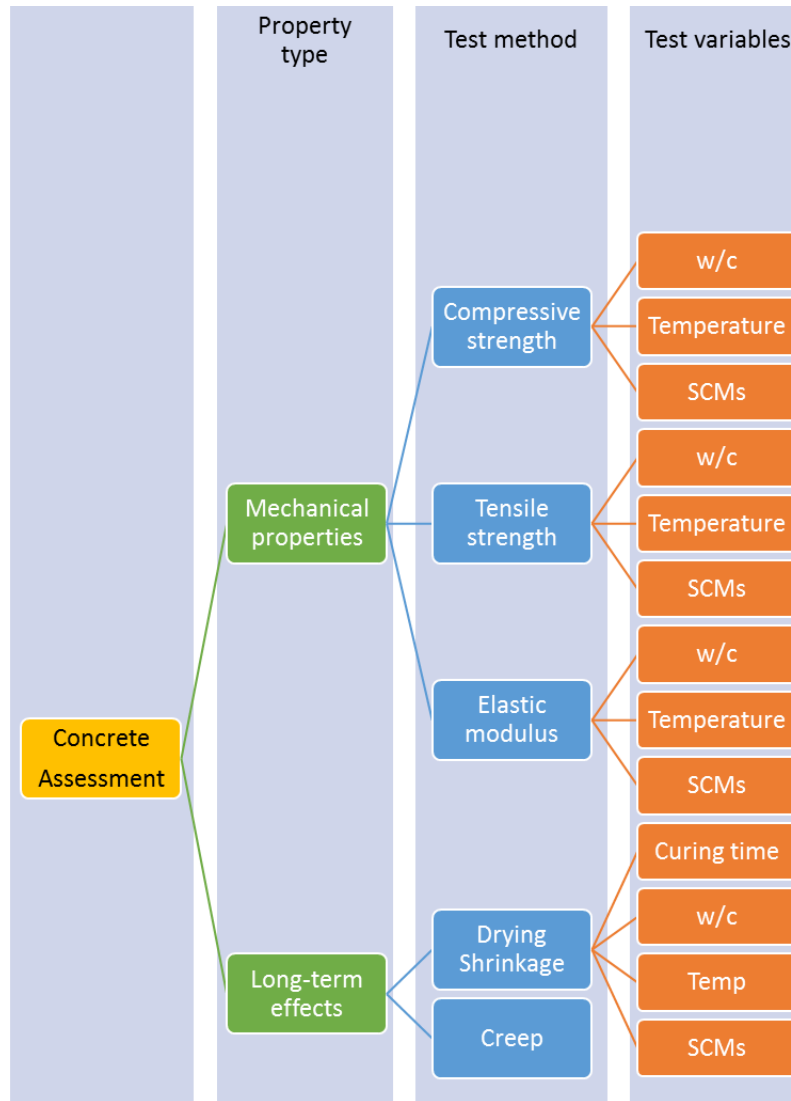 Property
type
Test method
Test variables
w/c
Compressive
strength
Temperature
SCMs
w/c
Mechanical
properties
Tensile
strength
Temperature
SCMs
w/c
Elastic
modulus
Temperature
Concrete
Assessment
SCMs
Curing time
w/c
Drying
Shrinkage
Long-term
effects
Temp
Creep
SCMs